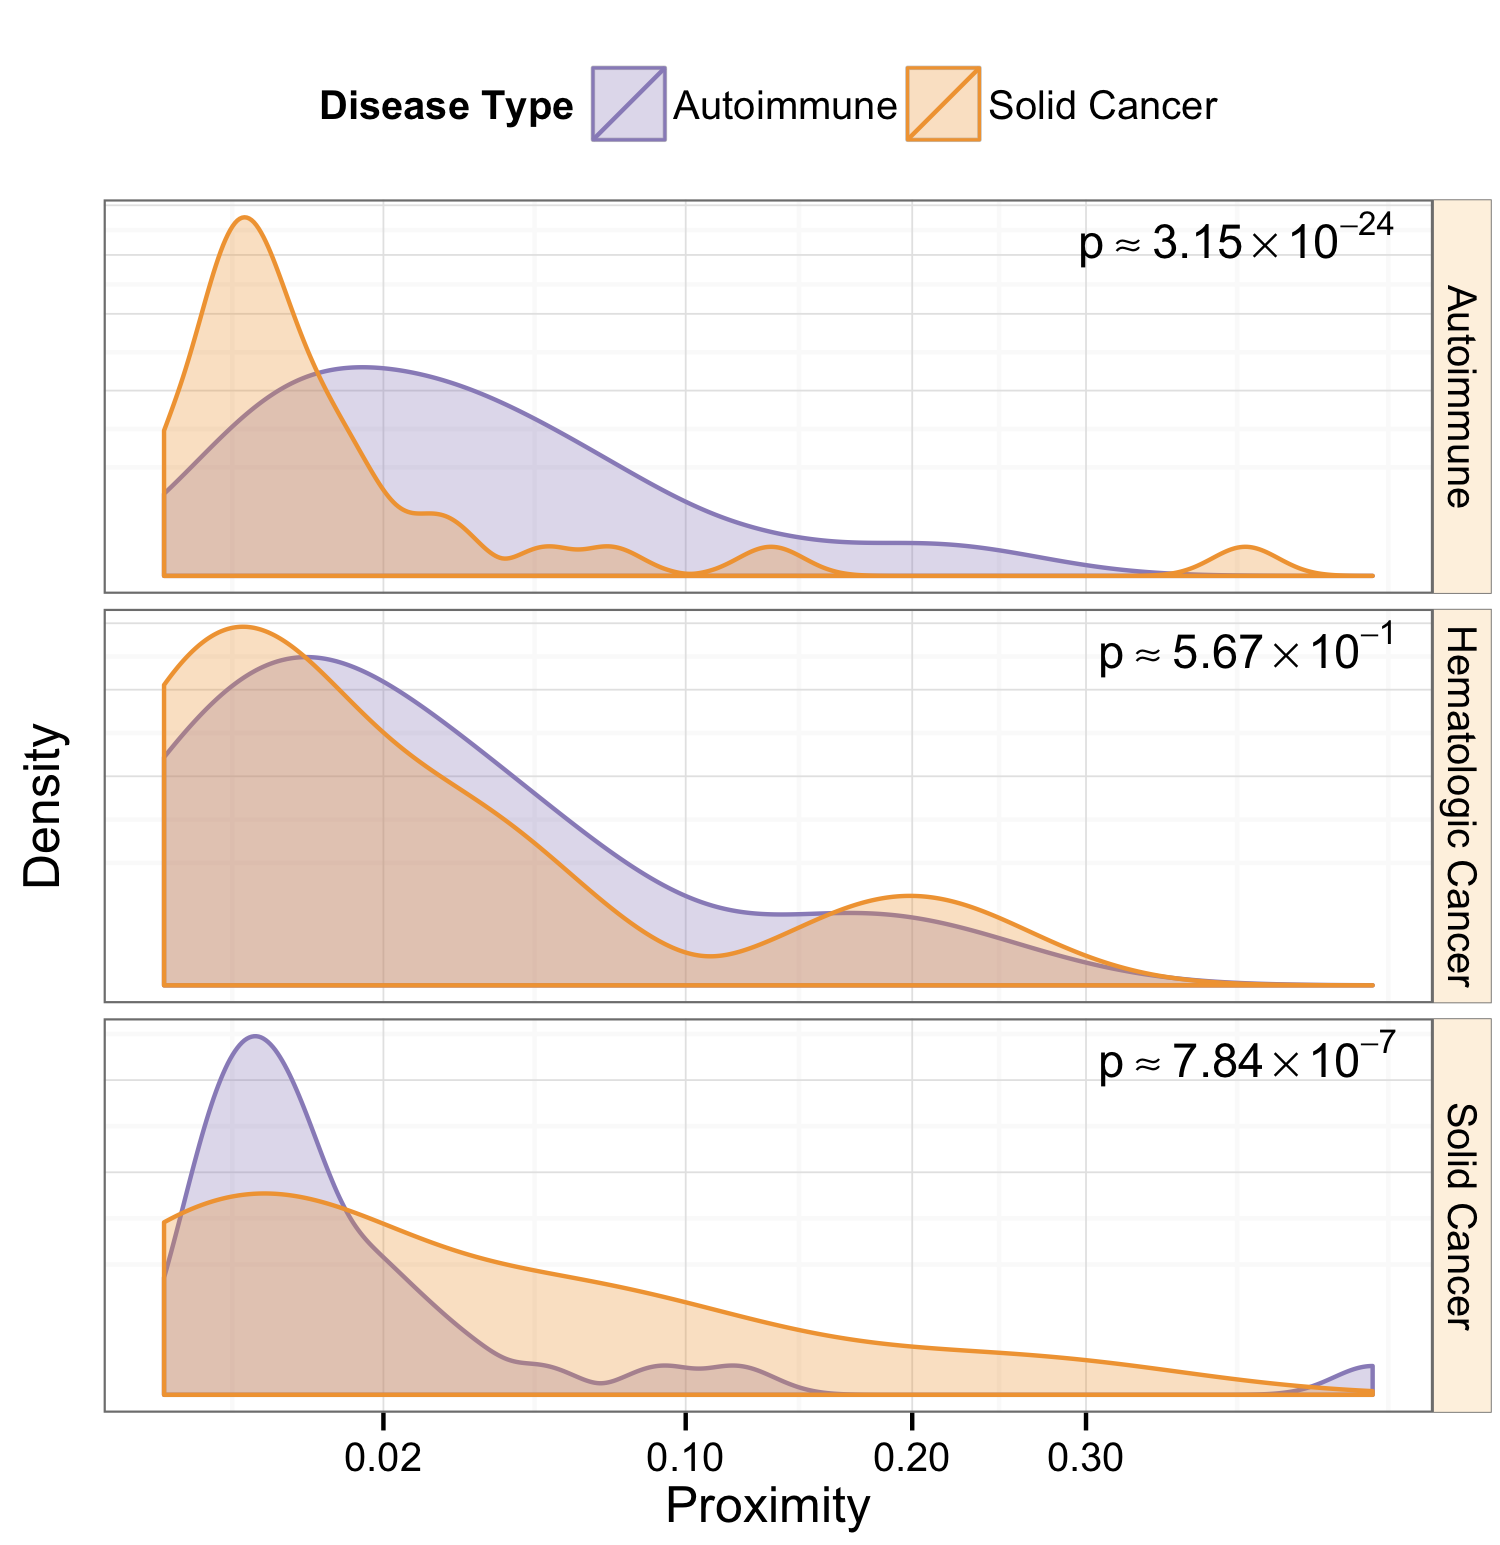 Disease Type Autoimmune Solid Cancer
p ≈ 3.15 × 10⁻²⁴
Autoimmune
p ≈ 5.67 × 10⁻¹
Hematologic Cancer
p ≈ 7.84 × 10⁻⁷
Solid Cancer
Density
0.02 0.10 0.20 0.30
Proximity